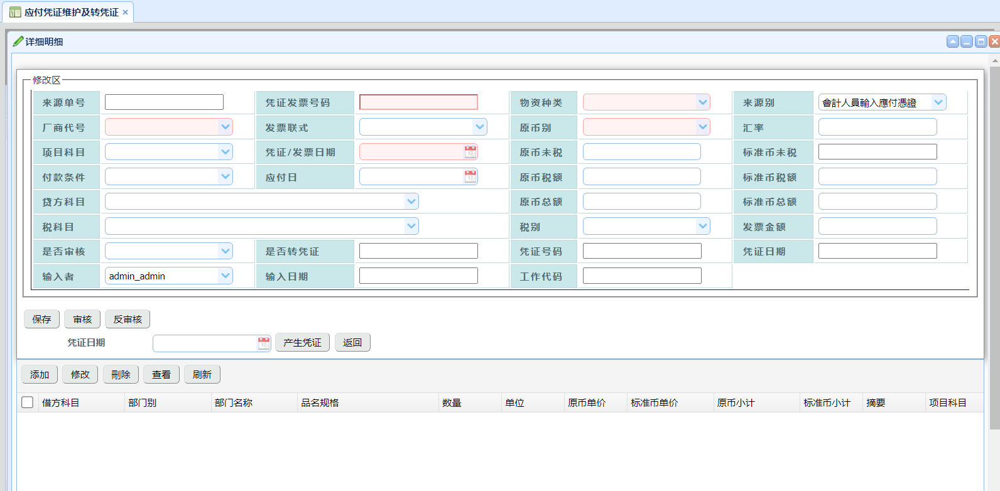 应付凭证维护及转凭证
详细明细
修改区
来源单号 凭证发票号码 物资种类 来源别 會計人員輸入應付憑證
厂商代号 发票联式 原币别 汇率
项目科目 凭证/发票日期 原币未税 标准币未税
付款条件 应付日 原币税额 标准币税额
贷方科目 原币总额 标准币总额
税科目 税别 发票金额
是否审核 是否转凭证 凭证号码 凭证日期
输入者 admin_admin 输入日期 工作代码
保存 审核 反审核
凭证日期 产生凭证 返回
添加 修改 刪除 查看 刷新
借方科目 部门别 部门名称 品名规格 数量 单位 原币单价 标准币单价 原币小计 标准币小计 摘要 项目科目